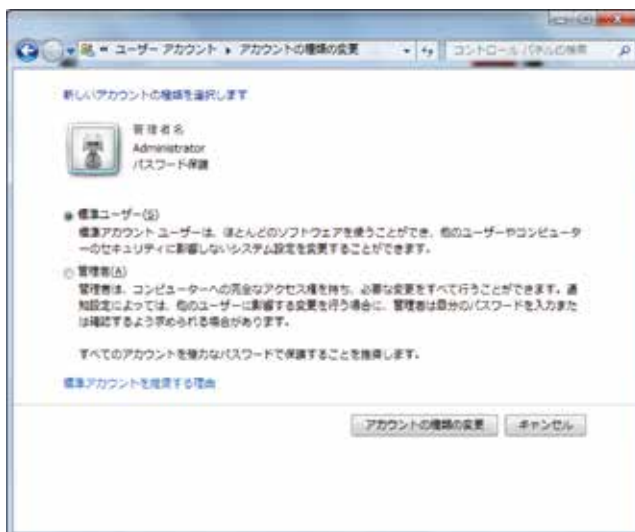 ユーザー アカウント ▸ アカウントの種類の変更
コントロール パネルの検索
新しいアカウントの種類を選択します
管理者名
Administrator
パスワード保護
標準ユーザー(S)
標準アカウント ユーザーは、ほとんどのソフトウェアを使うことができ、他のユーザーやコンピュータ
ーのセキュリティに影響しないシステム設定を変更することができます。
管理者(A)
管理者は、コンピューターへの完全なアクセス権を持ち、必要な変更をすべて行うことができます。通
知設定によっては、他のユーザーに影響する変更を行う場合に、管理者は自分のパスワードを入力また
は確認するよう求められる場合があります。
すべてのアカウントを強力なパスワードで保護することを推奨します。
標準アカウントを推奨する理由
アカウントの種類の変更
キャンセル